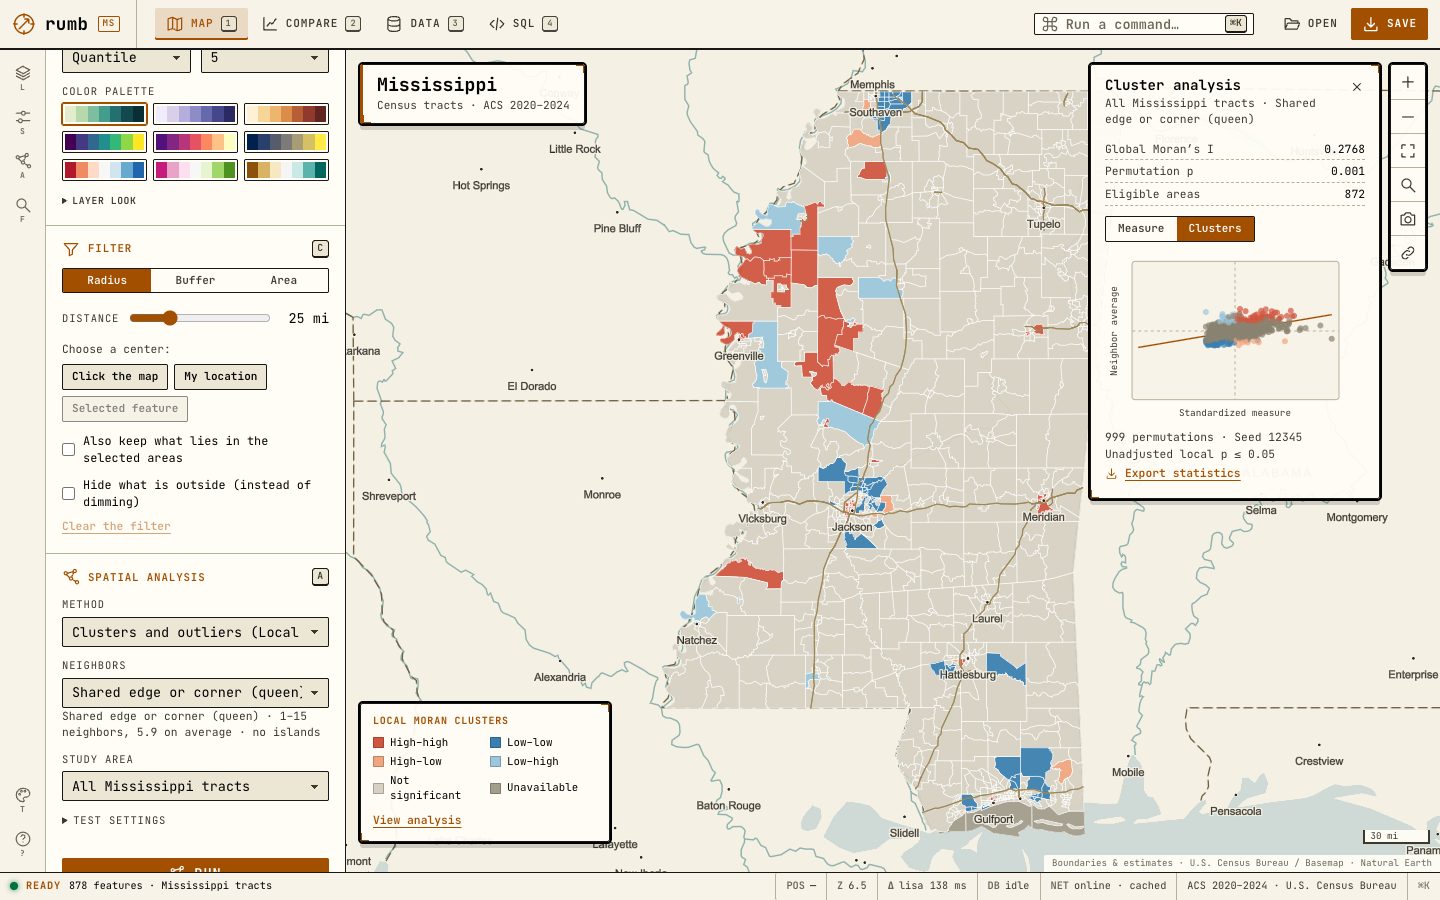 rumb MS
MAP 1
COMPARE 2
DATA 3
SQL 4
Run a command… ⌘K
OPEN
SAVE
L
S
A
F
T
?
Quantile
5
COLOR PALETTE
LAYER LOOK
FILTER C
Radius Buffer Area
DISTANCE 25 mi
Choose a center:
Click the map My location
Selected feature
Also keep what lies in the
selected areas
Hide what is outside (instead of
dimming)
Clear the filter
SPATIAL ANALYSIS A
METHOD
Clusters and outliers (Local
NEIGHBORS
Shared edge or corner (queen)
Shared edge or corner (queen) · 1–15
neighbors, 5.9 on average · no islands
STUDY AREA
All Mississippi tracts
TEST SETTINGS
RUN
Mississippi
Census tracts · ACS 2020–2024
Memphis
Southaven
Little Rock
Hot Springs
Pine Bluff
Tupelo
arkana
Greenville
El Dorado
Shreveport
Monroe
Vicksburg
Jackson
Meridian
Selma
Montgomery
Laurel
Natchez
Hattiesburg
Alexandria
Enterprise
Crestview
Mobile
Pensacola
Baton Rouge
Gulfport
Slidell
Lafayette
mont
New Iberia
Panam
ALABAMA
Cluster analysis
All Mississippi tracts · Shared
edge or corner (queen)
Global Moran’s I 0.2768
Permutation p 0.001
Eligible areas 872
Measure Clusters
Neighbor average
Standardized measure
999 permutations · Seed 12345
Unadjusted local p ≤ 0.05
Export statistics
LOCAL MORAN CLUSTERS
High-high Low-low
High-low Low-high
Not
significant
Unavailable
View analysis
30 mi
Boundaries & estimates · U.S. Census Bureau / Basemap · Natural Earth
READY 878 features · Mississippi
POS —
Z 6.5
Δ lisa 138 ms
DB idle
NET online · cached
ACS 2020–2024 · U.S. Census Bureau
⌘K